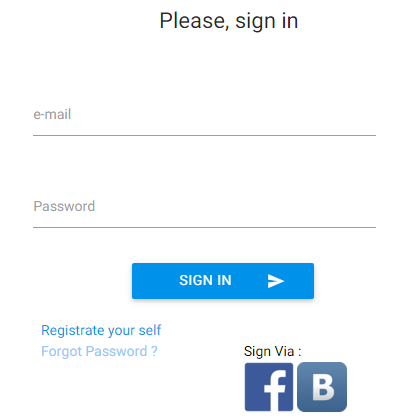 Please, sign in
e-mail
Password
SIGN IN
Registrate your self
Forgot Password ?
Sign Via :
f B